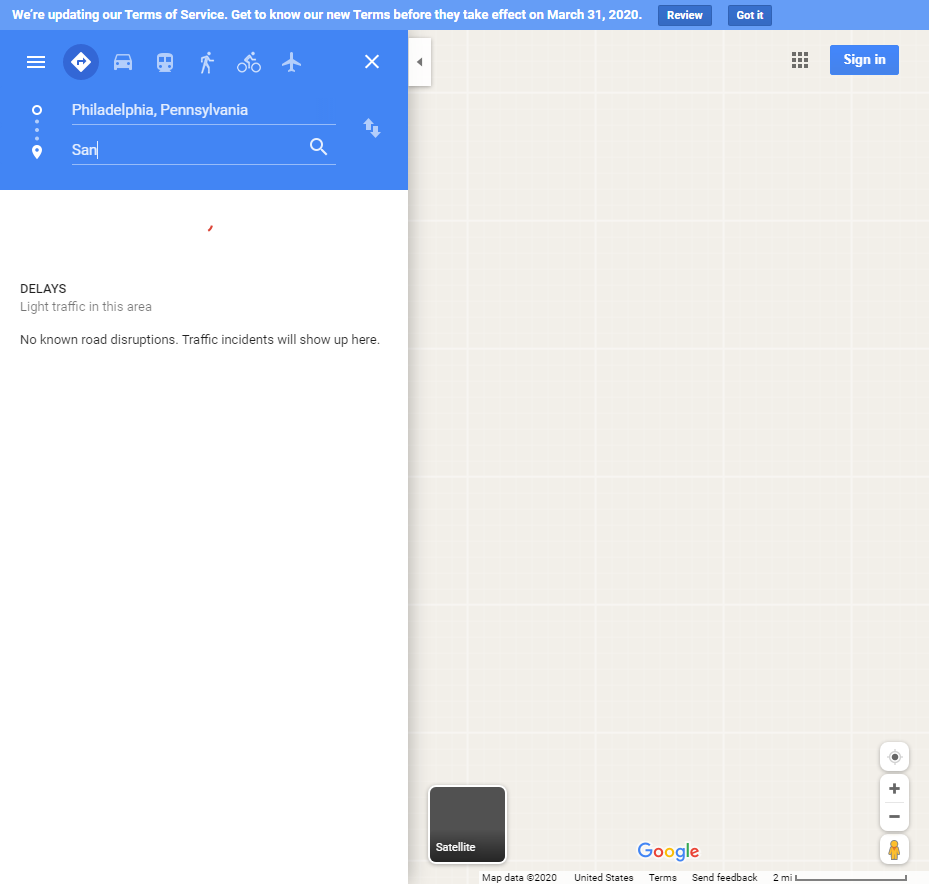 We're updating our Terms of Service. Get to know our new Terms before they take effect on March 31, 2020. Review Got it
Sign in
Philadelphia, Pennsylvania
San
DELAYS
Light traffic in this area
No known road disruptions. Traffic incidents will show up here.
Satellite
Google
Map data ©2020 United States Terms Send feedback 2 mi